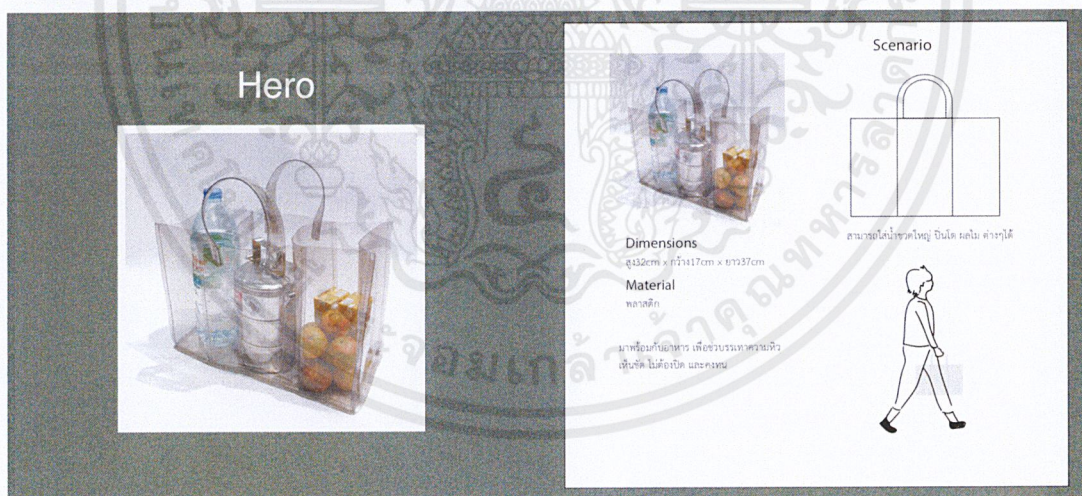 Hero
Scenario
สามารถใส่น้ำขวดใหญ่ ปิ่นโต ผลไม้ ต่างๆได้
Dimensions
สูง32cm x กว้าง17cm x ยาว37cm
Material
พลาสติก
มาพร้อมกับอาหาร เพื่อช่วยบรรเทาความหิว
เห็นชัด ไม่ต้องปิด และคงทน